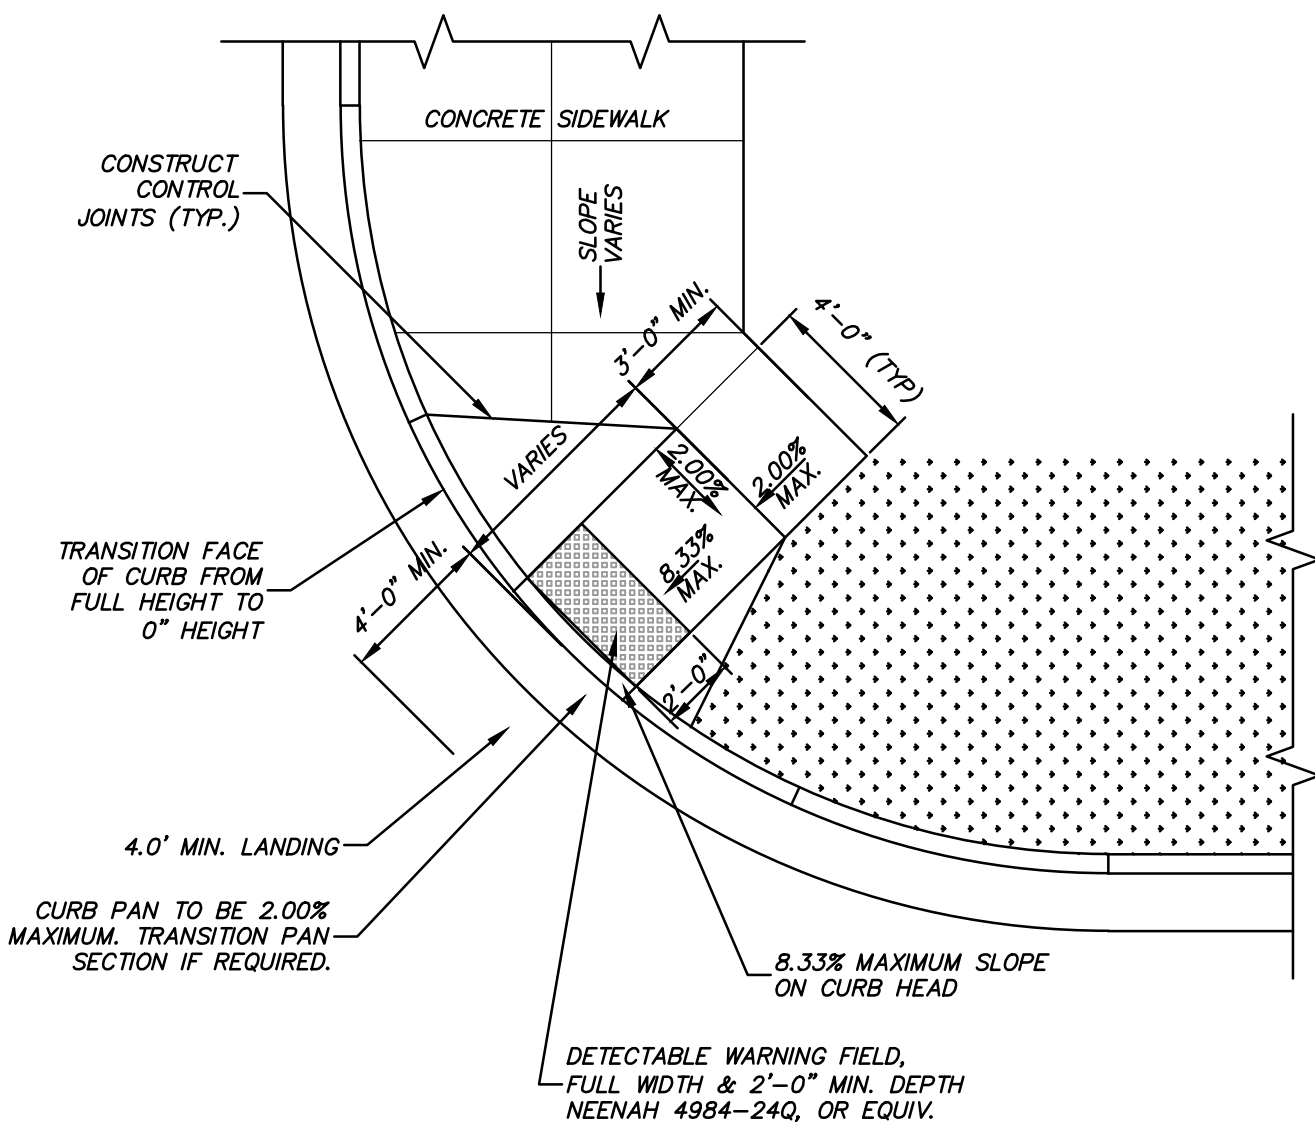 CONCRETE SIDEWALK
CONSTRUCT
CONTROL
JOINTS (TYP.)
SLOPE
VARIES
3'-0" MIN.
4'-0" (TYP)
VARIES
2.00%
MAX.
2.00%
MAX.
8.33%
MAX.
TRANSITION FACE
OF CURB FROM
FULL HEIGHT TO
0" HEIGHT
4'-0" MIN.
2'-0"
4.0' MIN. LANDING
CURB PAN TO BE 2.00%
MAXIMUM. TRANSITION PAN
SECTION IF REQUIRED.
8.33% MAXIMUM SLOPE
ON CURB HEAD
DETECTABLE WARNING FIELD,
FULL WIDTH & 2'-0" MIN. DEPTH
NEENAH 4984-24Q, OR EQUIV.